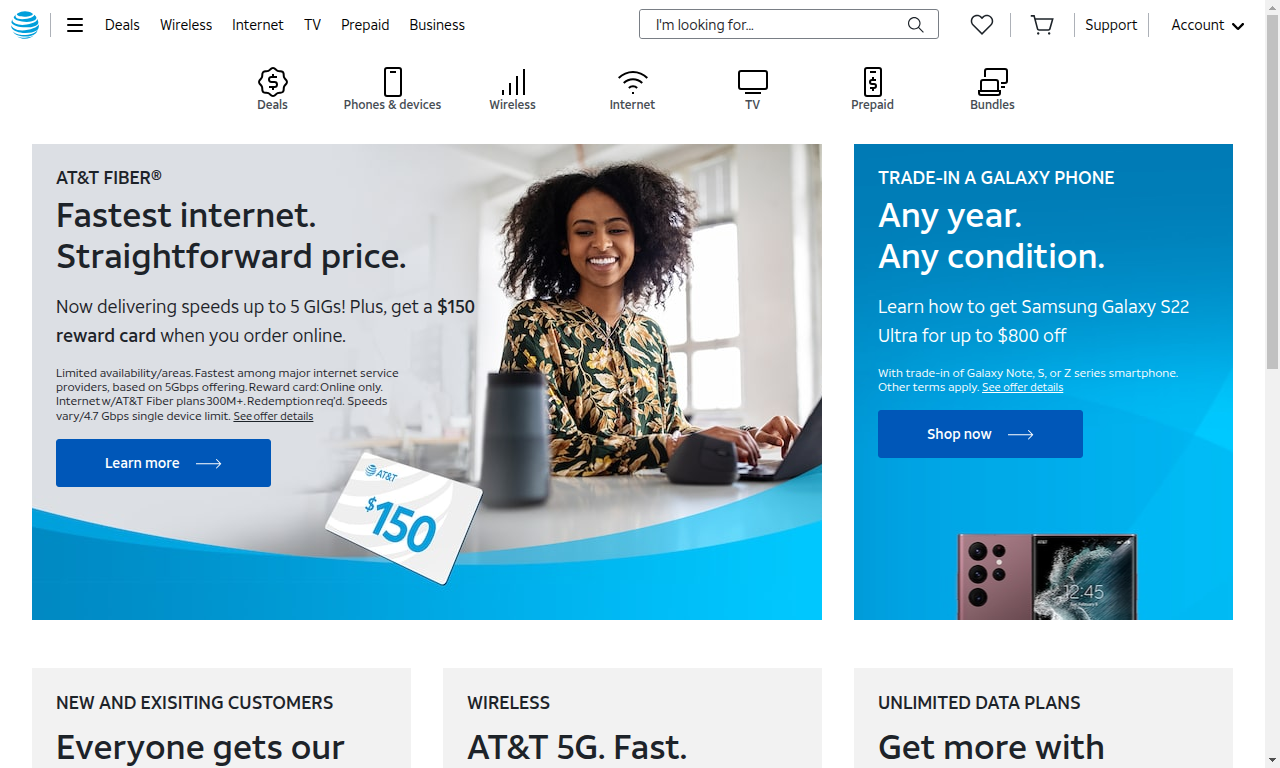 Deals Wireless Internet TV Prepaid Business I'm looking for... Support Account
Deals Phones & devices Wireless Internet TV Prepaid Bundles
AT&T FIBER®
Fastest internet.
Straightforward price.
Now delivering speeds up to 5 GIGs! Plus, get a $150
reward card when you order online.
Limited availability/areas. Fastest among major internet service
providers, based on 5Gbps offering. Reward card: Online only.
Internet w/AT&T Fiber plans 300M+. Redemption req'd. Speeds
vary/4.7 Gbps single device limit. See offer details
Learn more
AT&T
$150
TRADE-IN A GALAXY PHONE
Any year.
Any condition.
Learn how to get Samsung Galaxy S22
Ultra for up to $800 off
With trade-in of Galaxy Note, S, or Z series smartphone.
Other terms apply. See offer details
Shop now
12:45
NEW AND EXISITING CUSTOMERS
Everyone gets our
WIRELESS
AT&T 5G. Fast.
UNLIMITED DATA PLANS
Get more with